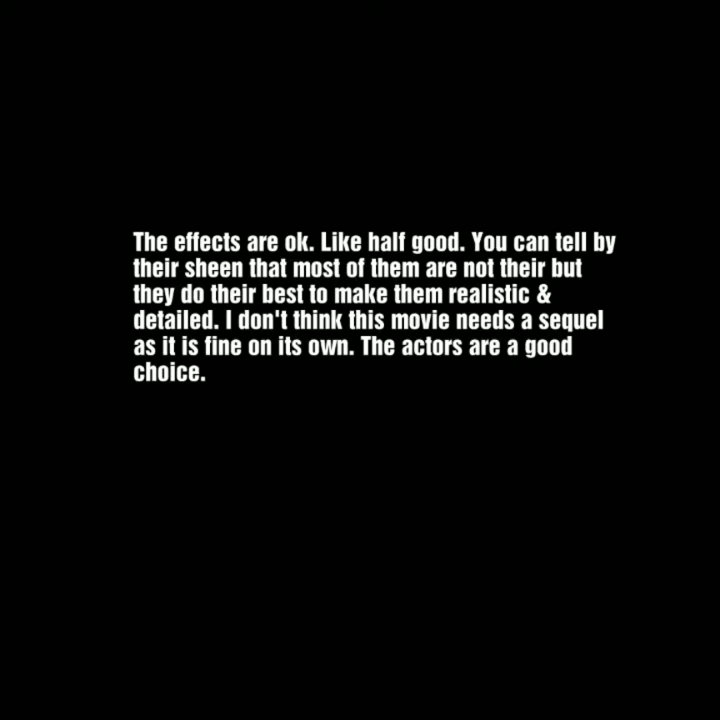 The effects are ok. Like half good. You can tell by
their sheen that most of them are not their but
they do their best to make them realistic &
detailed. I don't think this movie needs a sequel
as it is fine on its own. The actors are a good
choice.